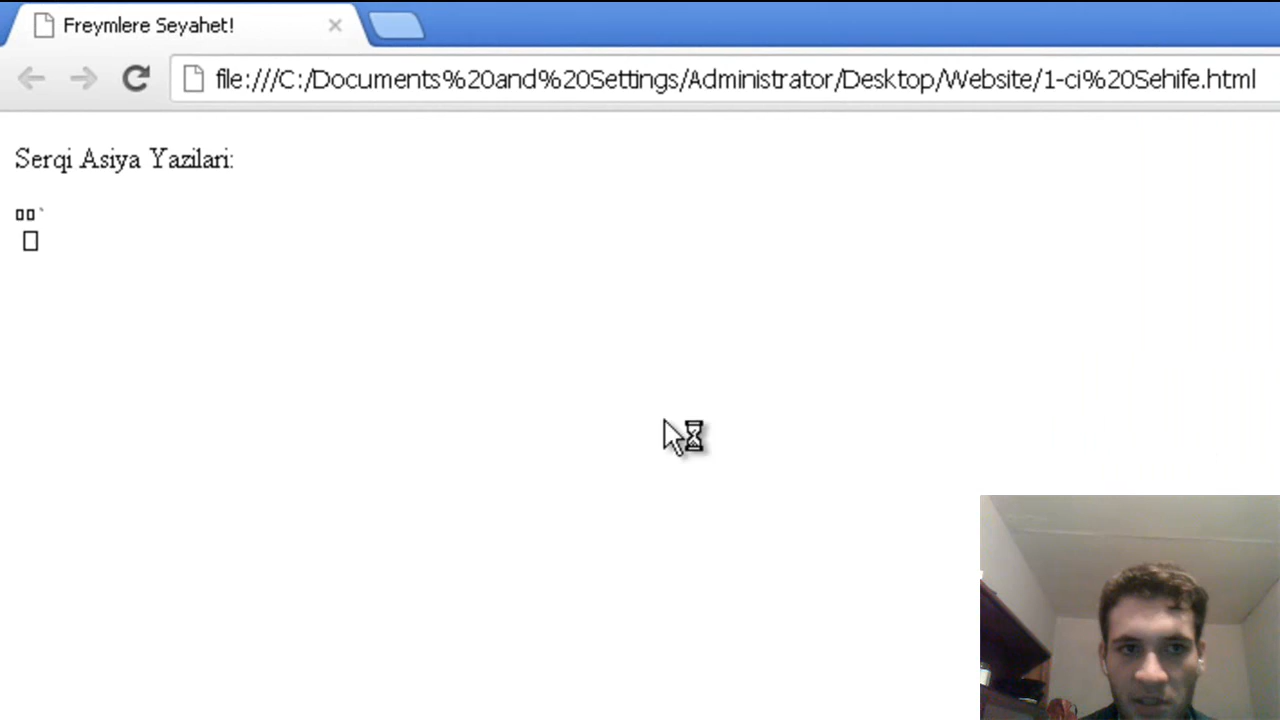 Freymlere Seyahet!
file:///C:/Documents%20and%20Settings/Administrator/Desktop/Website/1-ci%20Sehife.html
Serqi Asiya Yazilari: